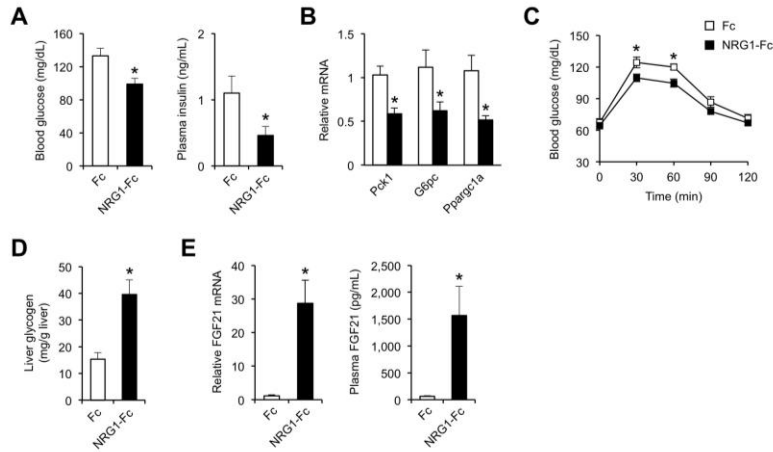 A
Blood glucose (mg/dL)
160
120
80
40
0
*
Fc
NRG1-Fc
Plasma insulin (ng/mL)
2
1
0
*
Fc
NRG1-Fc
B
Relative mRNA
1.5
1
0.5
0
*
*
*
Pck1
G6pc
Ppargc1a
C
Fc
NRG1-Fc
Blood glucose (mg/dL)
150
120
90
60
30
*
*
0
30
60
90
120
Time (min)
D
Liver glycogen
(mg/g liver)
50
40
30
20
10
0
*
Fc
NRG1-Fc
E
Relative FGF21 mRNA
40
30
20
10
0
*
Fc
NRG1-Fc
Plasma FGF21
(pg/mL)
2,500
2,000
1,500
1,000
500
0
*
Fc
NRG1-Fc